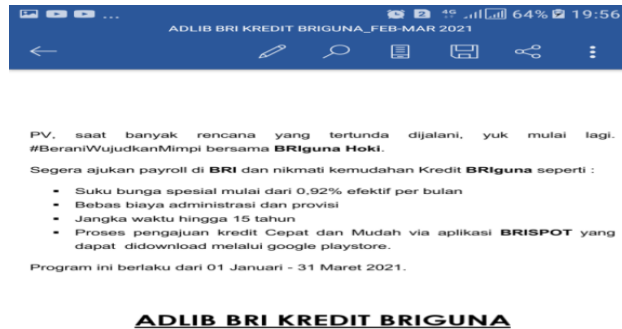 64% 19:56
ADLIB BRI KREDIT BRIGUNA_FEB-MAR 2021
PV, saat banyak rencana yang tertunda dijalani, yuk mulai lagi.
#BeraniWujudkanMimpi bersama BRIguna Hoki.
Segera ajukan payroll di BRI dan nikmati kemudahan Kredit BRIguna seperti :
▪ Suku bunga spesial mulai dari 0,92% efektif per bulan
▪ Bebas biaya administrasi dan provisi
▪ Jangka waktu hingga 15 tahun
▪ Proses pengajuan kredit Cepat dan Mudah via aplikasi BRISPOT yang
dapat didownload melalui google playstore.
Program ini berlaku dari 01 Januari - 31 Maret 2021.
ADLIB BRI KREDIT BRIGUNA